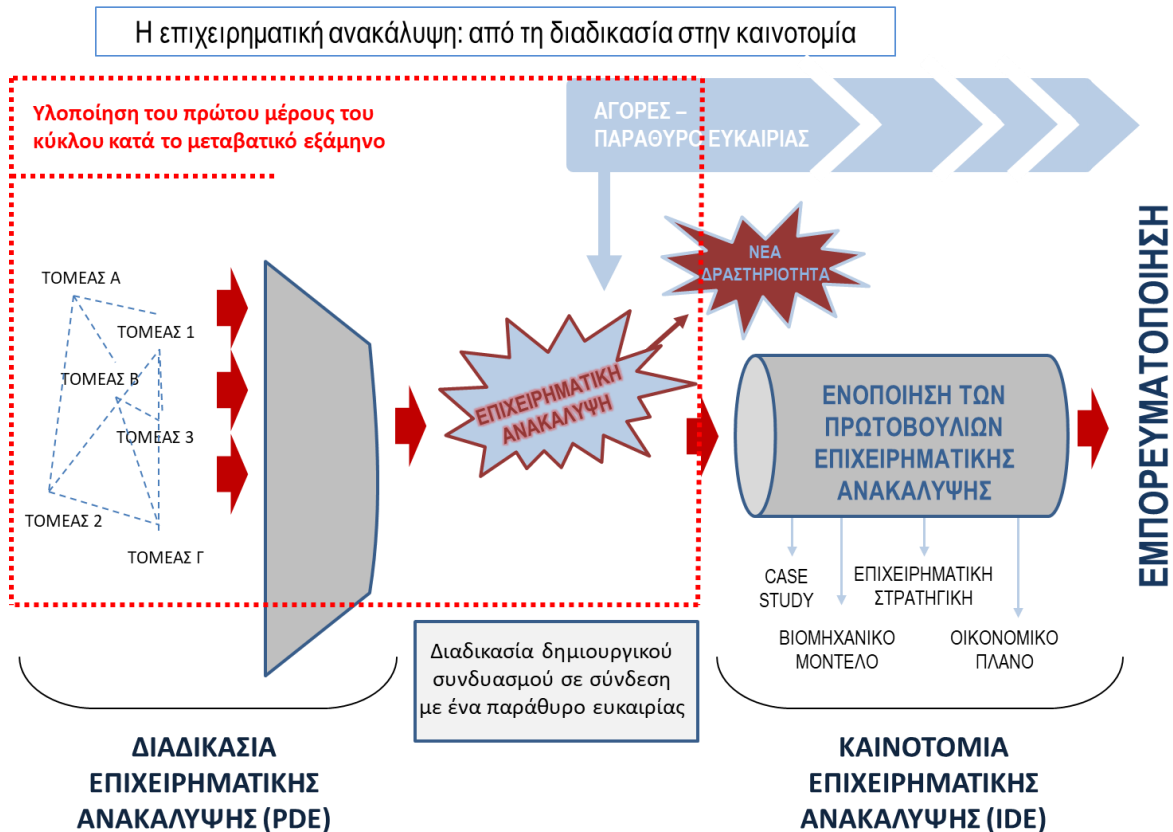 Η επιχειρηματική ανακάλυψη: από τη διαδικασία στην καινοτομία
Υλοποίηση του πρώτου μέρους του
κύκλου κατά το μεταβατικό εξάμηνο
ΑΓΟΡΕΣ –
ΠΑΡΑΘΥΡΟ ΕΥΚΑΙΡΙΑΣ
ΝΕΑ
ΔΡΑΣΤΗΡΙΟΤΗΤΑ
ΤΟΜΕΑΣ Α
ΤΟΜΕΑΣ 1
ΤΟΜΕΑΣ Β
ΤΟΜΕΑΣ 3
ΤΟΜΕΑΣ 2
ΤΟΜΕΑΣ Γ
ΕΠΙΧΕΙΡΗΜΑΤΙΚΗ
ΑΝΑΚΑΛΥΨΗ
ΕΝΟΠΟΙΗΣΗ ΤΩΝ
ΠΡΩΤΟΒΟΥΛΙΩΝ
ΕΠΙΧΕΙΡΗΜΑΤΙΚΗΣ
ΑΝΑΚΑΛΥΨΗΣ
ΕΜΠΟΡΕΥΜΑΤΟΠΟΙΗΣΗ
CASE
STUDY
ΕΠΙΧΕΙΡΗΜΑΤΙΚΗ
ΣΤΡΑΤΗΓΙΚΗ
ΒΙΟΜΗΧΑΝΙΚΟ
ΜΟΝΤΕΛΟ
ΟΙΚΟΝΟΜΙΚΟ
ΠΛΑΝΟ
Διαδικασία δημιουργικού
συνδυασμού σε σύνδεση
με ένα παράθυρο ευκαιρίας
ΔΙΑΔΙΚΑΣΙΑ
ΕΠΙΧΕΙΡΗΜΑΤΙΚΗΣ
ΑΝΑΚΑΛΥΨΗΣ (PDE)
ΚΑΙΝΟΤΟΜΙΑ
ΕΠΙΧΕΙΡΗΜΑΤΙΚΗΣ
ΑΝΑΚΑΛΥΨΗΣ (IDE)